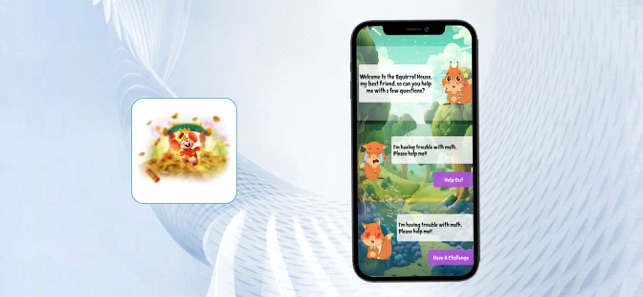 Welcome to the Squirrel House,
my best friend, so can you help
me with a few questions?
I'm having trouble with math.
Please help me!!
Help Out
I'm having trouble with math.
Please help me!!
Have A Challenge